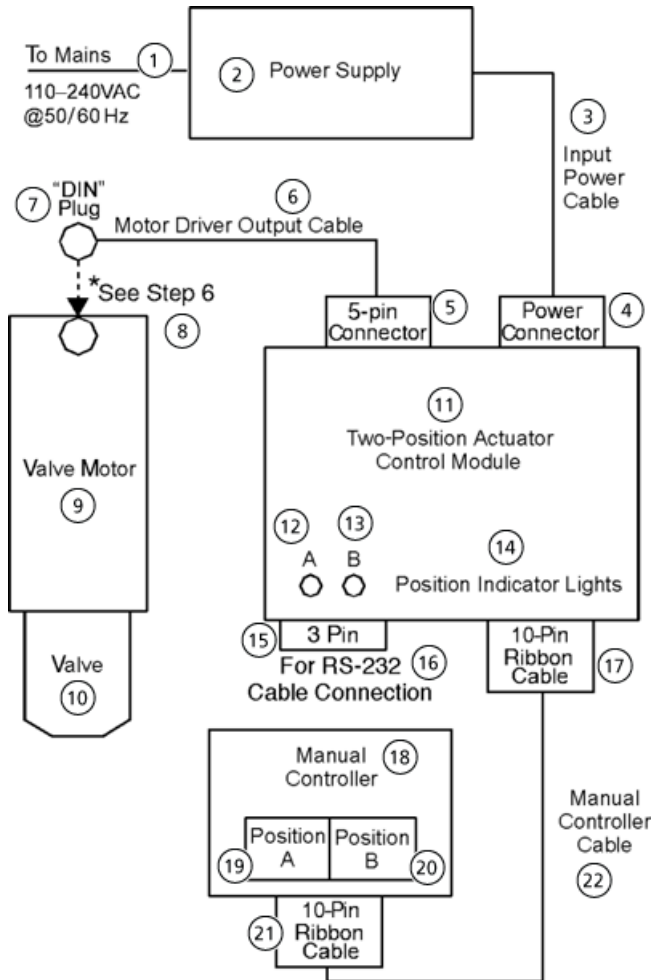 To Mains
1
110–240VAC
@50/60 Hz
2
Power Supply
3
Input
Power
Cable
7
"DIN"
Plug
6
Motor Driver Output Cable
*See Step 6
8
5-pin
Connector
5
Power
Connector
4
Valve Motor
9
Valve
10
11
Two-Position Actuator
Control Module
12
13
A
B
14
Position Indicator Lights
15
3 Pin
For RS-232
Cable Connection
16
10-Pin
Ribbon
Cable
17
Manual
Controller
18
Position
A
19
Position
B
20
21
10-Pin
Ribbon
Cable
Manual
Controller
Cable
22